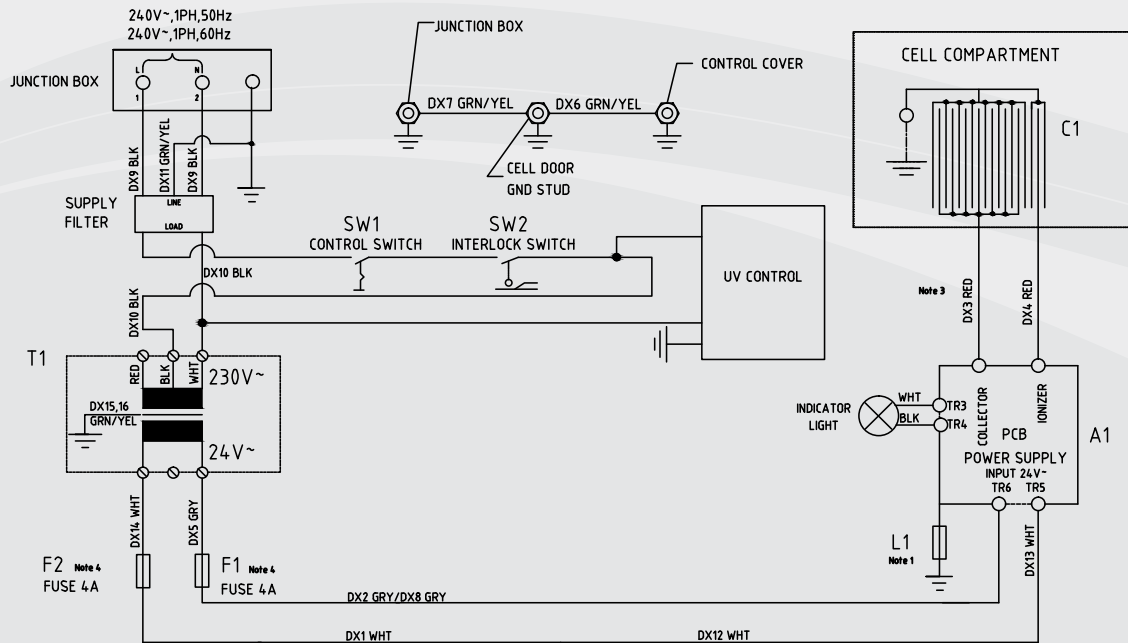 240V~,1PH,50Hz
240V~,1PH,60Hz
JUNCTION BOX
L
N
1
2
DX9 BLK
DX11 GRN/YEL
DX9 BLK
SUPPLY
FILTER
LINE
LOAD
JUNCTION BOX
DX7 GRN/YEL
DX6 GRN/YEL
CONTROL COVER
CELL DOOR
GND STUD
CELL COMPARTMENT
C1
SW1
CONTROL SWITCH
SW2
INTERLOCK SWITCH
DX10 BLK
DX10 BLK
UV CONTROL
Note 3
DX3 RED
DX4 RED
T1
RED
BLK
WHT
230V~
DX15,16
GRN/YEL
24V~
INDICATOR
LIGHT
WHT
BLK
TR3
TR4
COLLECTOR
IONIZER
PCB
POWER SUPPLY
INPUT 24V~
TR6
TR5
A1
DX14 WHT
DX5 GRY
F2 Note 4
FUSE 4A
F1 Note 4
FUSE 4A
L1
Note 1
DX13 WHT
DX2 GRY/DX8 GRY
DX1 WHT
DX12 WHT